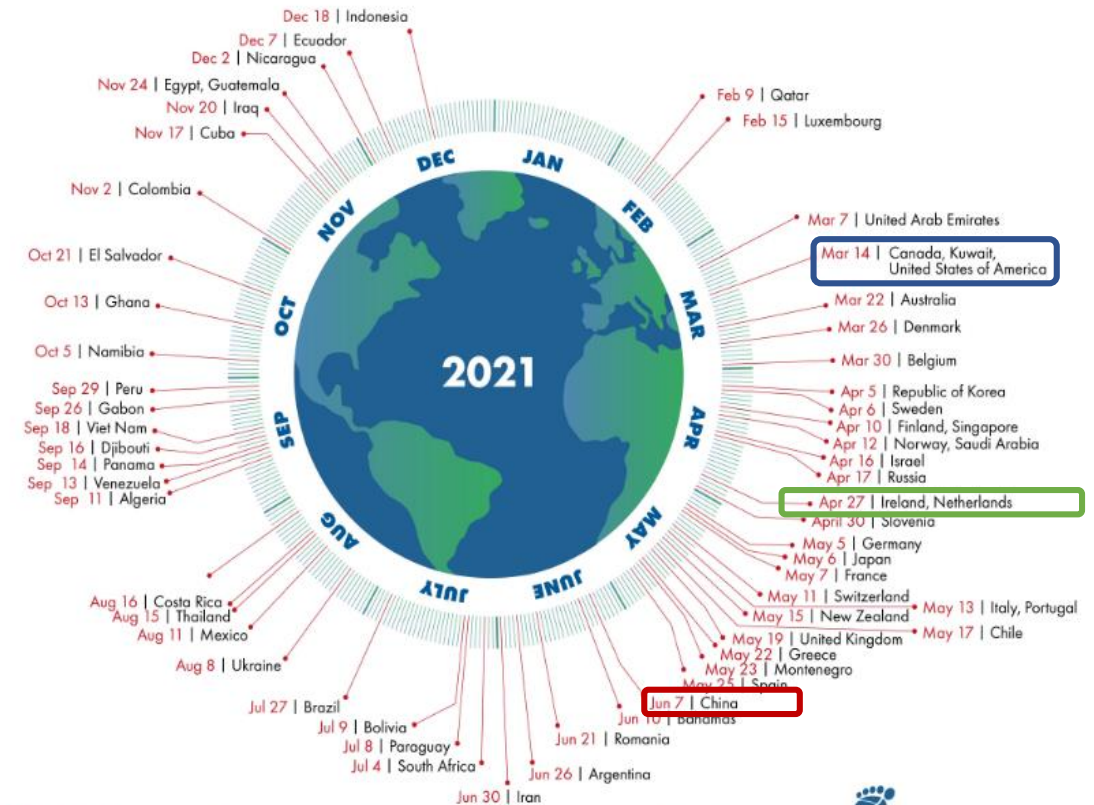 Dec 18 | Indonesia
Dec 7 | Ecuador
Dec 2 | Nicaragua
Nov 24 | Egypt, Guatemala
Nov 20 | Iraq
Nov 17 | Cuba
Nov 2 | Colombia
Oct 21 | El Salvador
Oct 13 | Ghana
Oct 5 | Namibia
Sep 29 | Peru
Sep 26 | Gabon
Sep 18 | Viet Nam
Sep 16 | Djibouti
Sep 14 | Panama
Sep 13 | Venezuela
Sep 11 | Algeria
Aug 16 | Costa Rica
Aug 15 | Thailand
Aug 11 | Mexico
Aug 8 | Ukraine
Jul 27 | Brazil
Jul 9 | Bolivia
Jul 8 | Paraguay
Jul 4 | South Africa
Jun 30 | Iran
Feb 9 | Qatar
Feb 15 | Luxembourg
Mar 7 | United Arab Emirates
Mar 14 | Canada, Kuwait,
United States of America
Mar 22 | Australia
Mar 26 | Denmark
Mar 30 | Belgium
Apr 5 | Republic of Korea
Apr 6 | Sweden
Apr 10 | Finland, Singapore
Apr 12 | Norway, Saudi Arabia
Apr 16 | Israel
Apr 17 | Russia
Apr 27 | Ireland, Netherlands
April 30 | Slovenia
May 5 | Germany
May 6 | Japan
May 7 | France
May 11 | Switzerland
May 13 | Italy, Portugal
May 15 | New Zealand
May 17 | Chile
May 19 | United Kingdom
May 22 | Greece
May 23 | Montenegro
May 25 | Spain
Jun 7 | China
Jun 10 | Bahamas
Jun 21 | Romania
Jun 26 | Argentina
JAN
FEB
MAR
APR
MAY
JUNE
JULY
AUG
SEP
OCT
NOV
DEC
2021